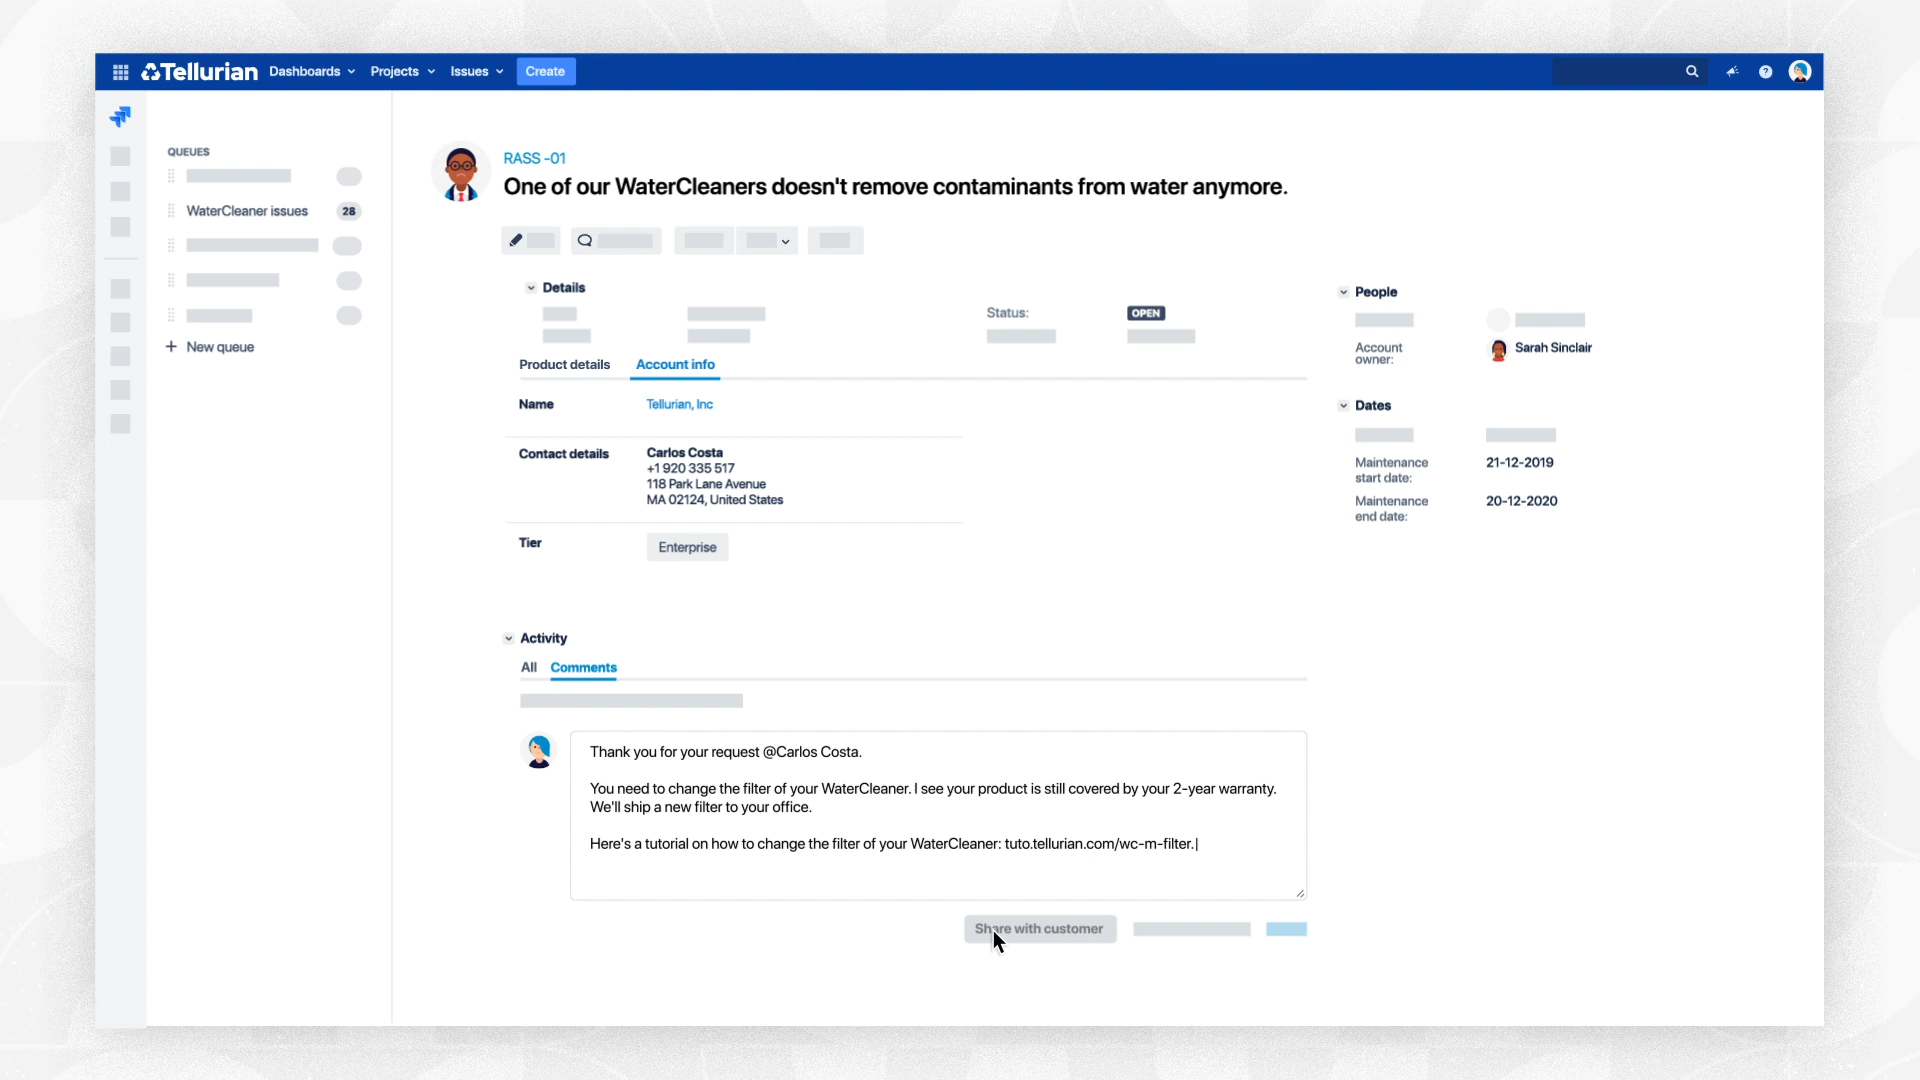 Tellurian Dashboards Projects Issues Create
QUEUES
WaterCleaner issues 28
+ New queue
RASS -01
One of our WaterCleaners doesn't remove contaminants from water anymore.
Details
Status: OPEN
Product details Account info
Name Tellurian, Inc
Contact details Carlos Costa
+1 920 335 517
118 Park Lane Avenue
MA 02124, United States
Tier Enterprise
People
Account
owner: Sarah Sinclair
Dates
Maintenance
start date: 21-12-2019
Maintenance
end date: 20-12-2020
Activity
All Comments
Thank you for your request @Carlos Costa.
You need to change the filter of your WaterCleaner. I see your product is still covered by your 2-year warranty.
We'll ship a new filter to your office.
Here's a tutorial on how to change the filter of your WaterCleaner: tuto.tellurian.com/wc-m-filter.
Share with customer